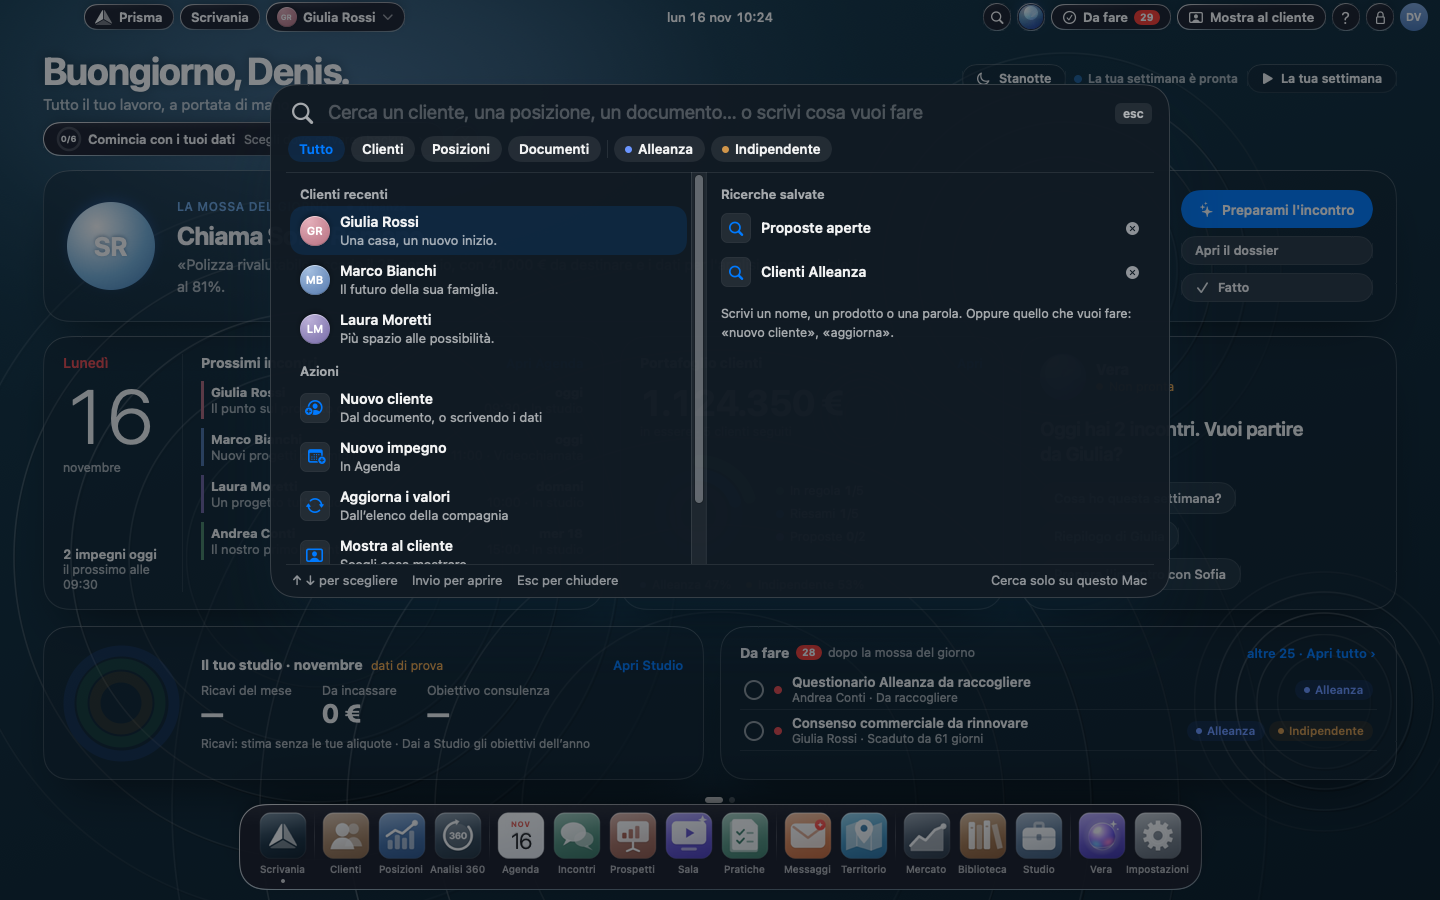 Prisma
Scrivania
GR Giulia Rossi
lun 16 nov 10:24
Da fare 29
Mostra al cliente
?
DV
Buongiorno, Denis.
Tutto il tuo lavoro, a portata di ma
Stanotte
La tua settimana è pronta
La tua settimana
0/6 Comincia con i tuoi dati
Cerca un cliente, una posizione, un documento... o scrivi cosa vuoi fare
esc
Tutto
Clienti
Posizioni
Documenti
Alleanza
Indipendente
SR
LA MOSSA DEL
Chiama
«Polizza rivalu
al 81%.
Preparami l'incontro
Apri il dossier
Fatto
Clienti recenti
GR Giulia Rossi
Una casa, un nuovo inizio.
MB Marco Bianchi
Il futuro della sua famiglia.
LM Laura Moretti
Più spazio alle possibilità.
Azioni
Nuovo cliente
Dal documento, o scrivendo i dati
Nuovo impegno
In Agenda
Aggiorna i valori
Dall'elenco della compagnia
Mostra al cliente
Scegli cosa mostrare
Ricerche salvate
Proposte aperte
Clienti Alleanza
Scrivi un nome, un prodotto o una parola. Oppure quello che vuoi fare:
«nuovo cliente», «aggiorna».
↑ ↓ per scegliere
Invio per aprire
Esc per chiudere
Cerca solo su questo Mac
Lunedì
16
novembre
2 impegni oggi
il prossimo alle
09:30
Prossimi in
Giulia Ros
Il punto su
Marco Bia
Nuovi pro
Laura Mo
Un proget
Andrea C
Il nostro p
Vuoi partire
ttimana?
con Sofia
Il tuo studio · novembre
dati di prova
Apri Studio
Ricavi del mese
—
Da incassare
0 €
Obiettivo consulenza
—
Ricavi: stima senza le tue aliquote · Dai a Studio gli obiettivi dell'anno
Da fare 28 dopo la mossa del giorno
altre 25 · Apri tutto ›
Questionario Alleanza da raccogliere
Andrea Conti · Da raccogliere
Alleanza
Consenso commerciale da rinnovare
Giulia Rossi · Scaduto da 61 giorni
Alleanza
Indipendente
360
NOV
16
Scrivania
Clienti
Posizioni
Analisi 360
Agenda
Incontri
Prospetti
Sala
Pratiche
Messaggi
Territorio
Mercato
Biblioteca
Studio
Vera
Impostazioni